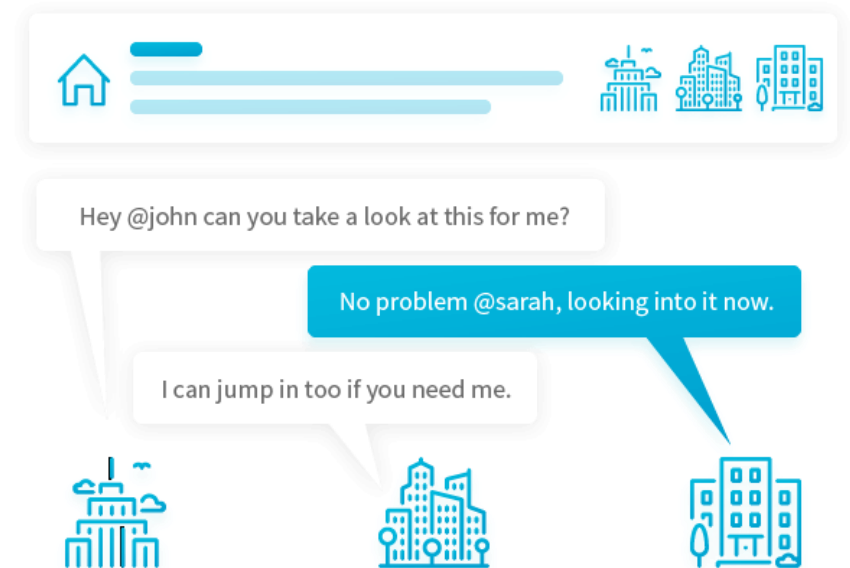 Hey @john can you take a look at this for me?
No problem @sarah, looking into it now.
I can jump in too if you need me.